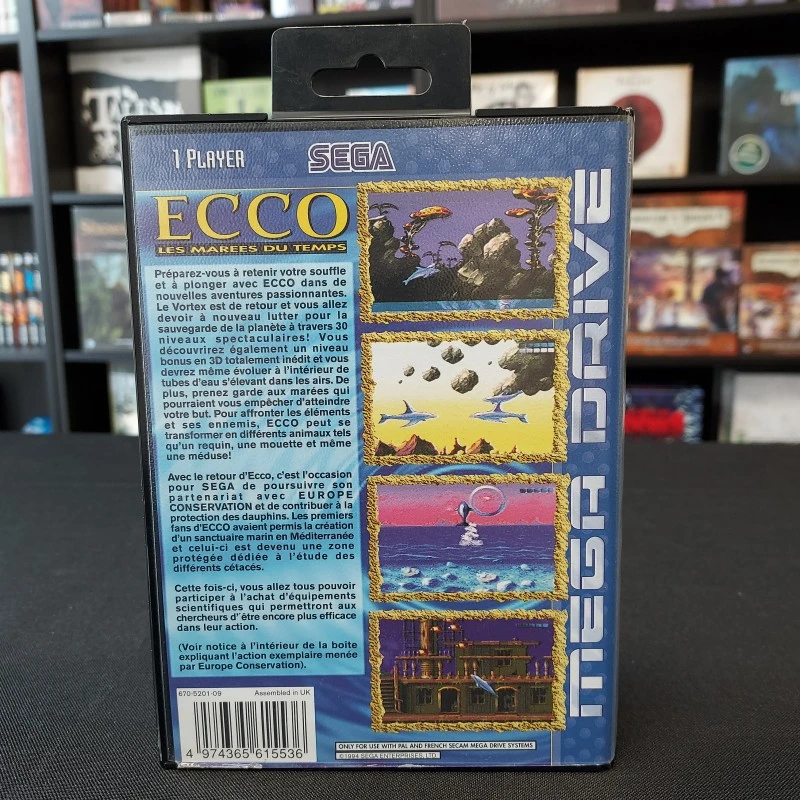 1 PLAYER
SEGA
ECCO
LES MARÉES DU TEMPS
Préparez-vous à retenir votre souffle
et à plonger avec ECCO dans de
nouvelles aventures passionnantes.
Le Vortex est de retour et vous allez
devoir à nouveau lutter pour la
sauvegarde de la planète à travers 30
niveaux spectaculaires! Vous
découvrirez également un niveau
bonus en 3D totalement inédit et vous
devrez même évoluer à l'intérieur de
tubes d'eau s'élevant dans les airs. De
plus, prenez garde aux marées qui
pourraient vous empêcher d'atteindre
votre but. Pour affronter les éléments
et ses ennemis, ECCO peut se
transformer en différents animaux tels
qu'un requin, une mouette et même
une méduse!
Avec le retour d'Ecco, c'est l'occasion
pour SEGA de poursuivre son
partenariat avec EUROPE
CONSERVATION et de contribuer à la
protection des dauphins. Les premiers
fans d'ECCO avaient permis la création
d'un sanctuaire marin en Méditerranée
et celui-ci est devenu une zone
protégée dédiée à l'étude des
différents cétacés.
Cette fois-ci, vous allez tous pouvoir
participer à l'achat d'équipements
scientifiques qui permettront aux
chercheurs d'être encore plus efficace
dans leur action.
(Voir notice à l'intérieur de la boîte
expliquant l'action exemplaire menée
par Europe Conservation).
670-5201-09 Assembled in UK
4 974365 615536
ONLY FOR USE WITH PAL AND FRENCH SECAM MEGA DRIVE SYSTEMS
©1994 SEGA ENTERPRISES, LTD.
MEGA DRIVE